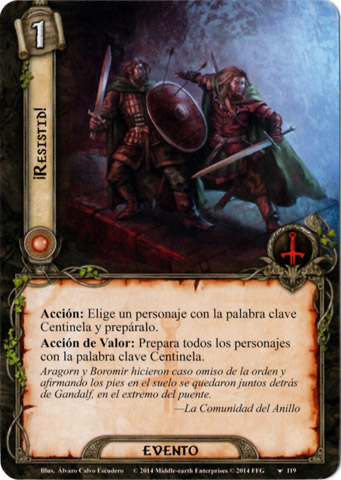 1
¡RESISTID!
Acción: Elige un personaje con la palabra clave
Centinela y prepáralo.
Acción de Valor: Prepara todos los personajes
con la palabra clave Centinela.
Aragorn y Boromir hicieron caso omiso de la orden y
afirmando los pies en el suelo se quedaron juntos detrás
de Gandalf, en el extremo del puente.
—La Comunidad del Anillo
EVENTO
Illus. Álvaro Calvo Escudero © 2014 Middle-earth Enterprises © 2014 FFG 119